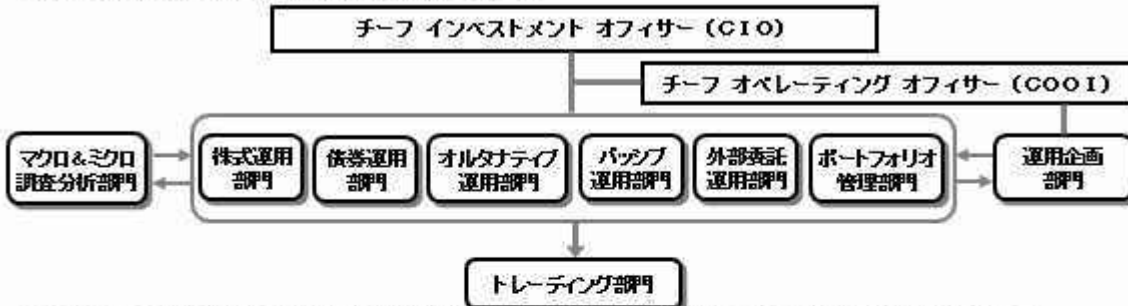 チーフ インベストメント オフィサー (CIO)
チーフ オペレーティング オフィサー (COOI)
マクロ&ミクロ
調査分析部門
株式運用
部門
債券運用
部門
オルタナティブ
運用部門
パッシブ
運用部門
外部委託
運用部門
ポートフォリオ
管理部門
運用企画
部門
トレーディング部門